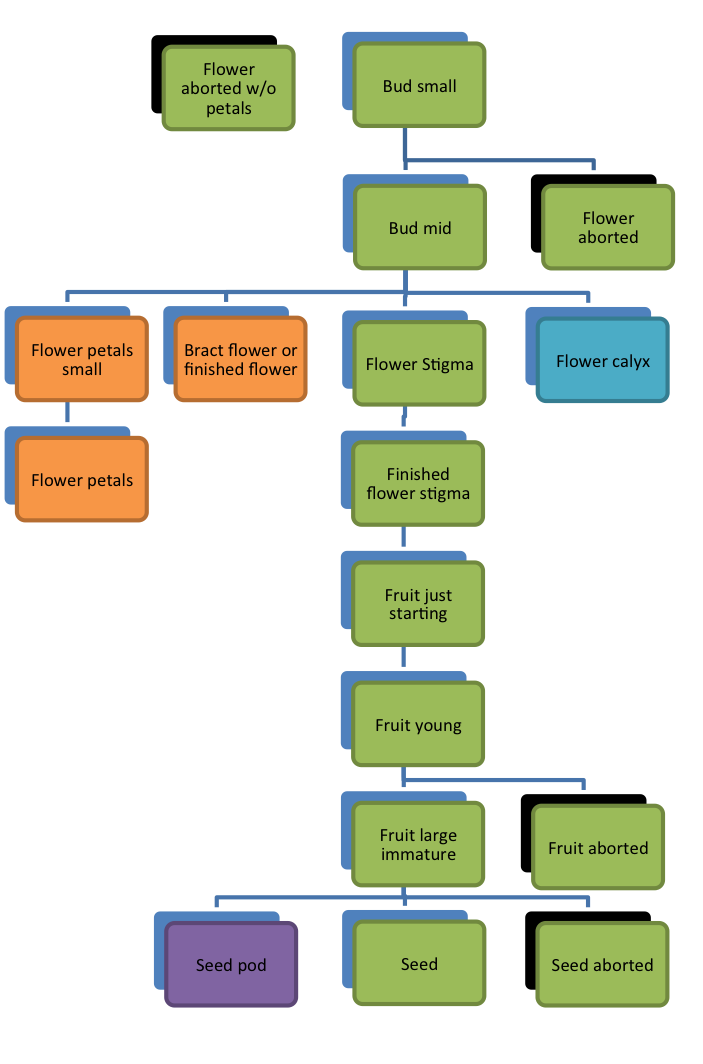 Flower
aborted w/o
petals
Bud small
Bud mid
Flower
aborted
Flower petals
small
Bract flower or
finished flower
Flower Stigma
Flower calyx
Flower petals
Finished
flower stigma
Fruit just
starting
Fruit young
Fruit large
immature
Fruit aborted
Seed pod
Seed
Seed aborted